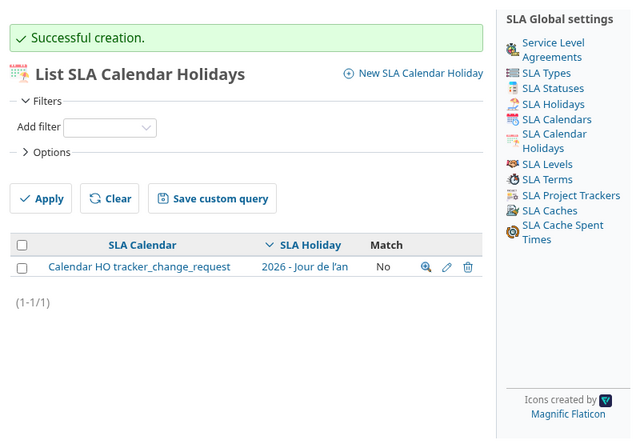 Successful creation.
List SLA Calendar Holidays
New SLA Calendar Holiday
Filters
Add filter
Options
Apply
Clear
Save custom query
SLA Calendar SLA Holiday Match
Calendar HO tracker_change_request 2026 - Jour de l'an No
(1-1/1)
SLA Global settings
Service Level
Agreements
SLA Types
SLA Statuses
SLA Holidays
SLA Calendars
SLA Calendar
Holidays
SLA Levels
SLA Terms
SLA Project Trackers
SLA Caches
SLA Cache Spent
Times
Icons created by
Magnific Flaticon